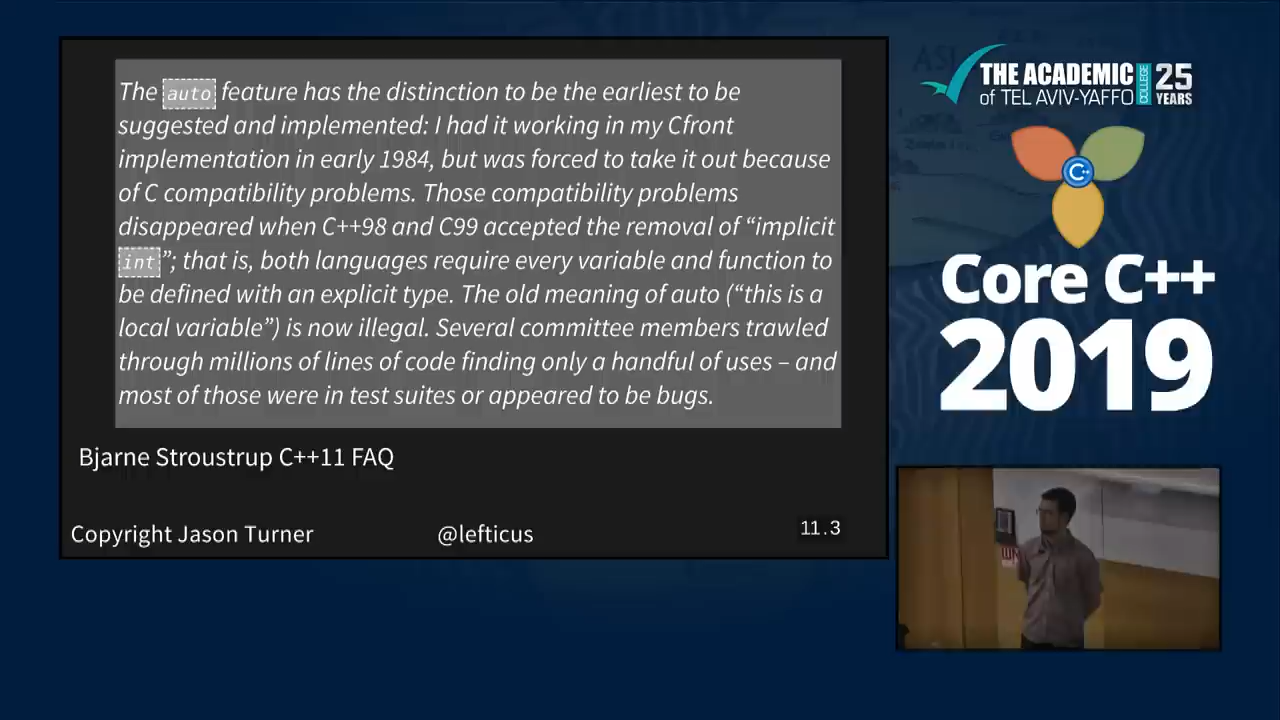 The auto feature has the distinction to be the earliest to be
suggested and implemented: I had it working in my Cfront
implementation in early 1984, but was forced to take it out because
of C compatibility problems. Those compatibility problems
disappeared when C++98 and C99 accepted the removal of “implicit
int”; that is, both languages require every variable and function to
be defined with an explicit type. The old meaning of auto (“this is a
local variable”) is now illegal. Several committee members trawled
through millions of lines of code finding only a handful of uses – and
most of those were in test suites or appeared to be bugs.
Bjarne Stroustrup C++11 FAQ
Copyright Jason Turner
@lefticus
11.3
THE ACADEMIC
of TEL AVIV-YAFFO
COLLEGE
25
YEARS
C++
Core C++
2019